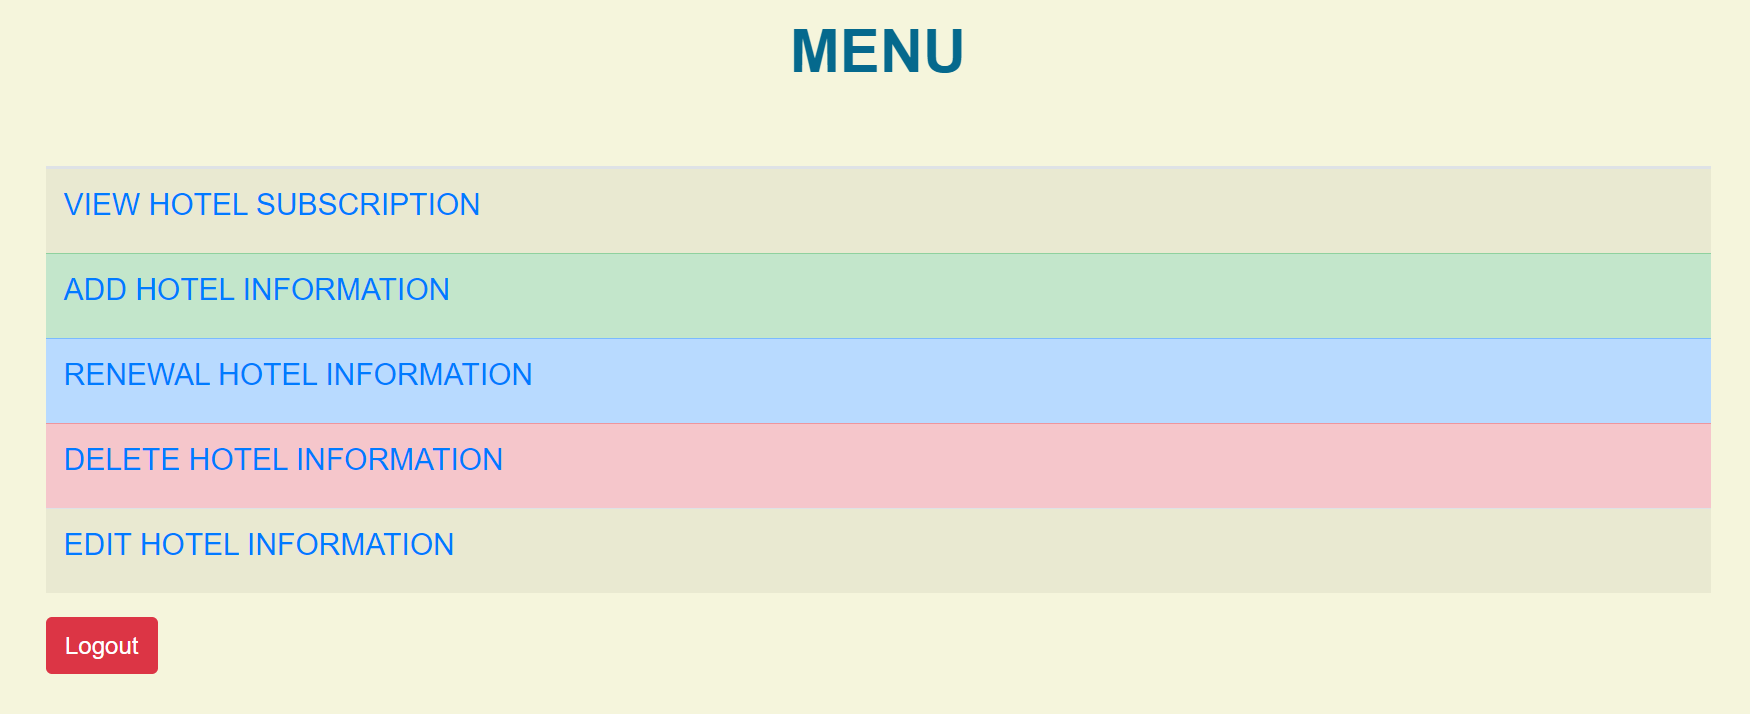 MENU
VIEW HOTEL SUBSCRIPTION
ADD HOTEL INFORMATION
RENEWAL HOTEL INFORMATION
DELETE HOTEL INFORMATION
EDIT HOTEL INFORMATION
Logout